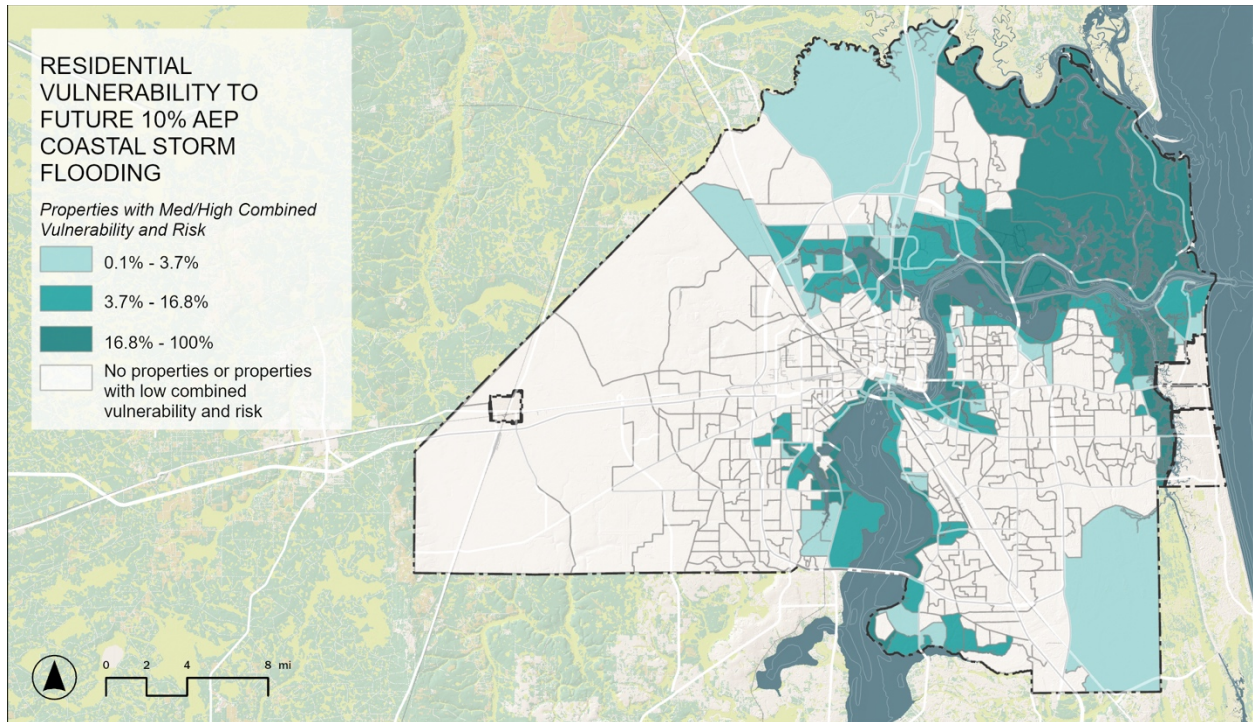 RESIDENTIAL
VULNERABILITY TO
FUTURE 10% AEP
COASTAL STORM
FLOODING
Properties with Med/High Combined
Vulnerability and Risk
0.1% - 3.7%
3.7% - 16.8%
16.8% - 100%
No properties or properties
with low combined
vulnerability and risk
0 2 4 8 mi